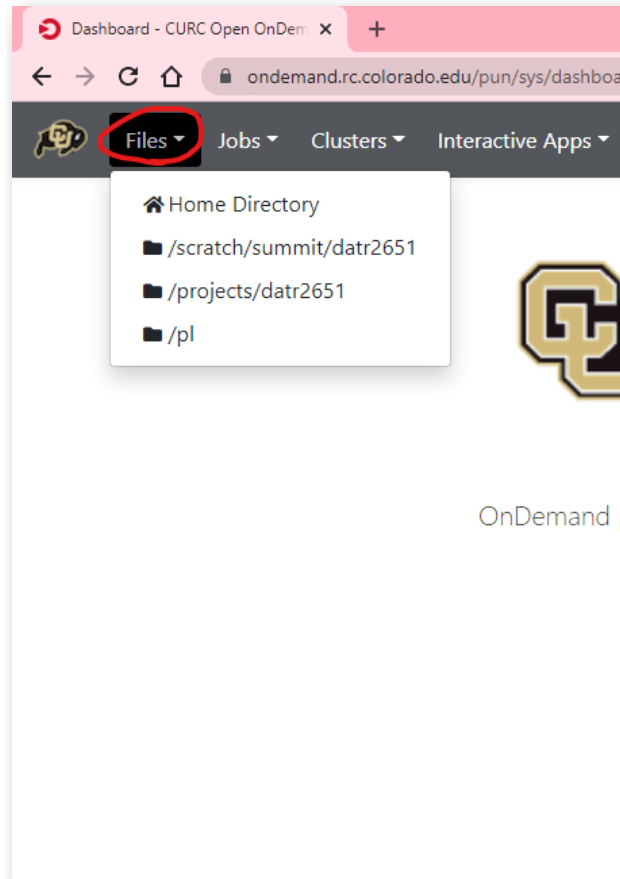 Dashboard - CURC Open OnDem
ondemand.rc.colorado.edu/pun/sys/dashboa
Files Jobs Clusters Interactive Apps
Home Directory
/scratch/summit/datr2651
/projects/datr2651
/pl
CU
OnDemand